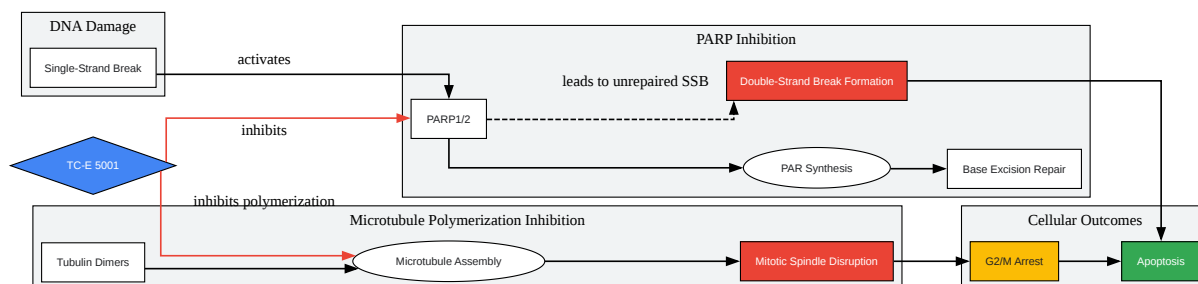 DNA Damage
Single-Strand Break
activates
PARP Inhibition
leads to unrepaired SSB
Double-Strand Break Formation
PARP1/2
inhibits
TC-E 5001
PAR Synthesis
Base Excision Repair
inhibits polymerization
Microtubule Polymerization Inhibition
Cellular Outcomes
Tubulin Dimers
Microtubule Assembly
Mitotic Spindle Disruption
G2/M Arrest
Apoptosis